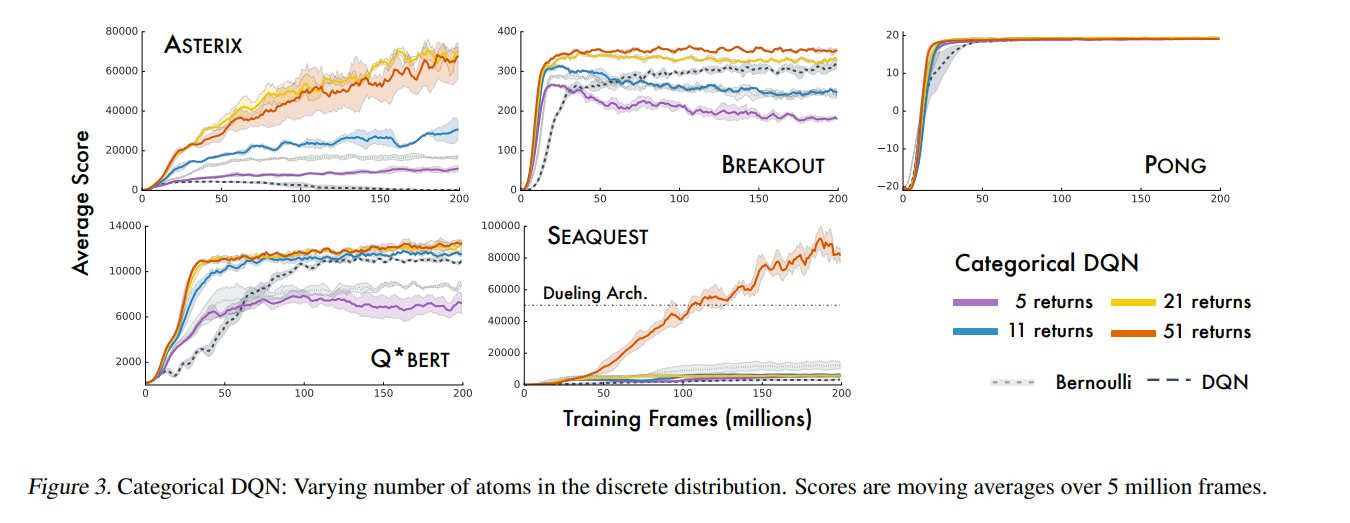 Average Score
ASTERIX
80000
60000
40000
20000
0
0 50 100 150 200
BREAKOUT
400
300
200
100
0
0 50 100 150 200
PONG
20
10
0
−10
−20
0 50 100 150 200
Q*BERT
14000
10000
6000
2000
0 50 100 150 200
SEAQUEST
100000
80000
60000
Dueling Arch.
40000
20000
0
0 50 100 150 200
Training Frames (millions)
Categorical DQN
5 returns 21 returns
11 returns 51 returns
Bernoulli DQN
Figure 3. Categorical DQN: Varying number of atoms in the discrete distribution. Scores are moving averages over 5 million frames.